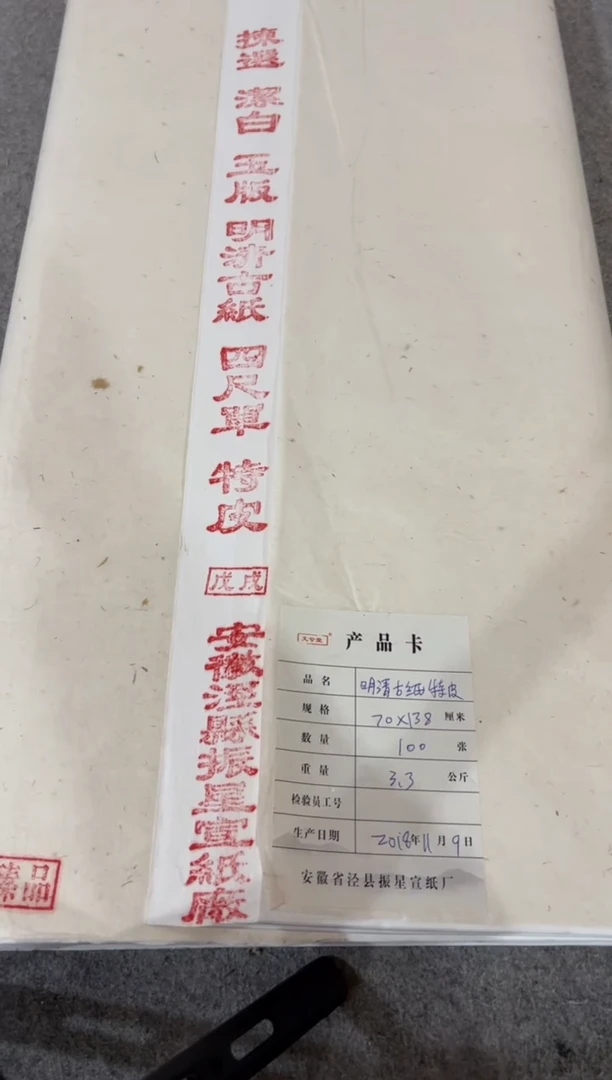 揀選 潔白 玉版 明清古紙 四尺單 特皮
戊戌
安徽涇縣振星宣紙廠
产品卡
品名 明清古纸特皮
规格 70×138 厘米
数量 100 张
重量 3.3 公斤
检验员工号
生产日期 2018年11月9日
安徽省泾县振星宣纸厂
品